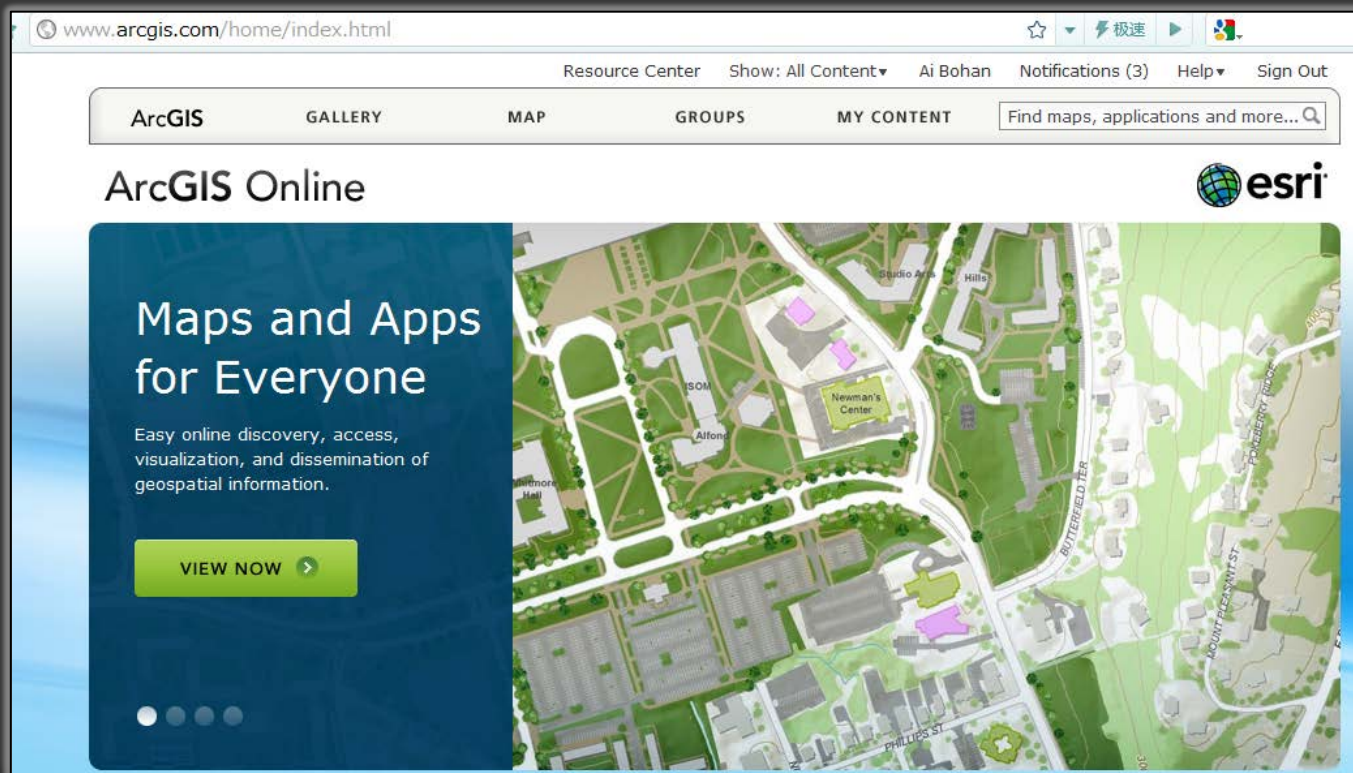 www.arcgis.com/home/index.html 极速
Resource Center Show: All Content Ai Bohan Notifications (3) Help Sign Out
ArcGIS GALLERY MAP GROUPS MY CONTENT Find maps, applications and more...
ArcGIS Online
esri
Maps and Apps
for Everyone
Easy online discovery, access,
visualization, and dissemination of
geospatial information.
VIEW NOW
Studio Arts
Hills
ISOM
Newman's
Center
Alfond
Whitmore
Hall
POKEBERRY RIDGE
BUTTERFIELD TER
MOUNT PLEASANT ST
PHILLIPS ST